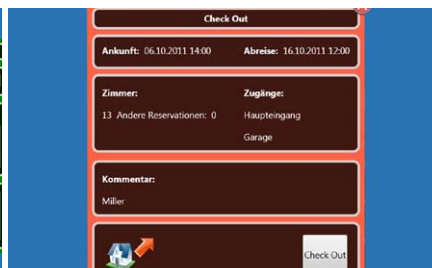 Check Out
Ankunft: 06.10.2011 14:00 Abreise: 16.10.2011 12:00
Zimmer: Zugänge:
13 Andere Reservationen: 0 Haupteingang
Garage
Kommentar:
Miller
Check Out